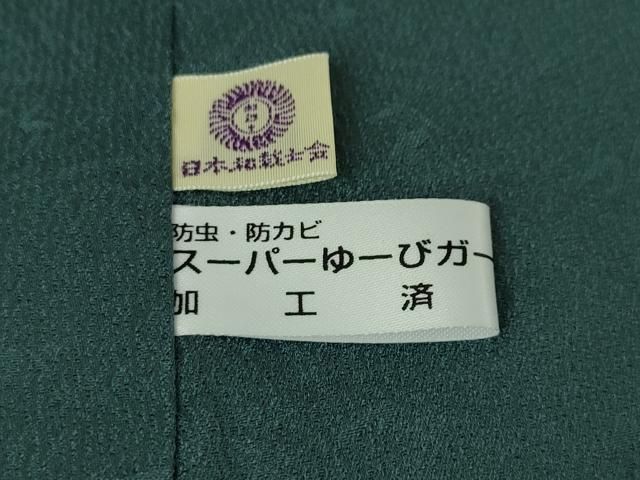 日本和裁士会
防虫・防カビ
スーパーゆーびガー
加工済